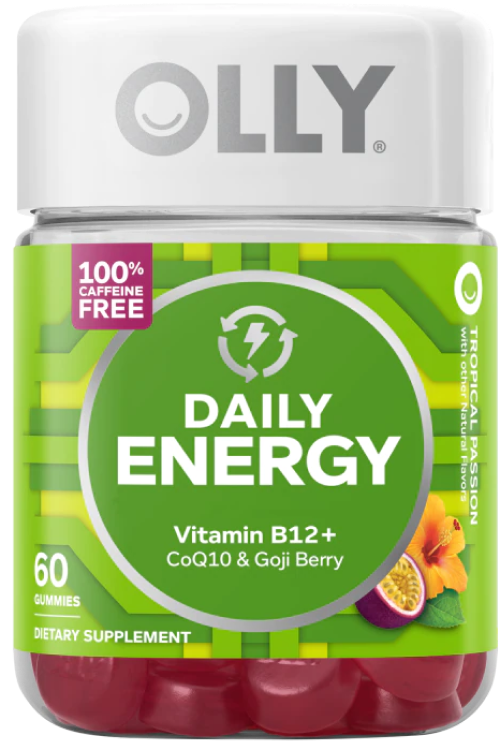 OLLY®
100%
CAFFEINE
FREE
DAILY
ENERGY
Vitamin B12+
CoQ10 & Goji Berry
60
GUMMIES
DIETARY SUPPLEMENT
TROPICAL PASSION
with other Natural Flavors